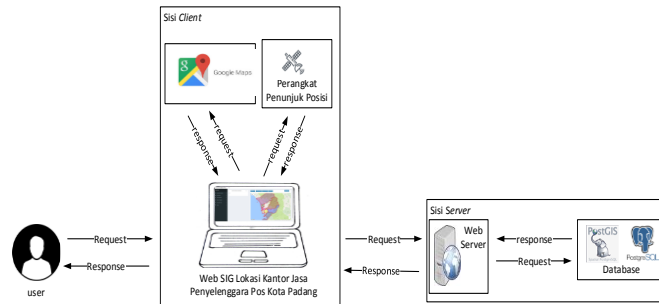 Sisi Client
Google Maps
Perangkat
Penunjuk Posisi
response
request
request
response
Web SIG Lokasi Kantor Jasa
Penyelenggara Pos Kota Padang
Request
Response
user
Request
Response
Sisi Server
Web
Server
response
Request
PostGIS
PostgreSQL
Database